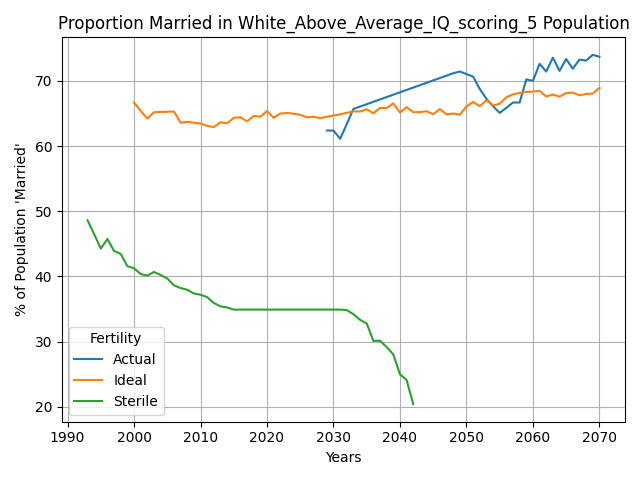 Proportion Married in White_Above_Average_IQ_scoring_5 Population
% of Population 'Married'
70
60
50
40
30
20
Fertility
Actual
Ideal
Sterile
1990 2000 2010 2020 2030 2040 2050 2060 2070
Years